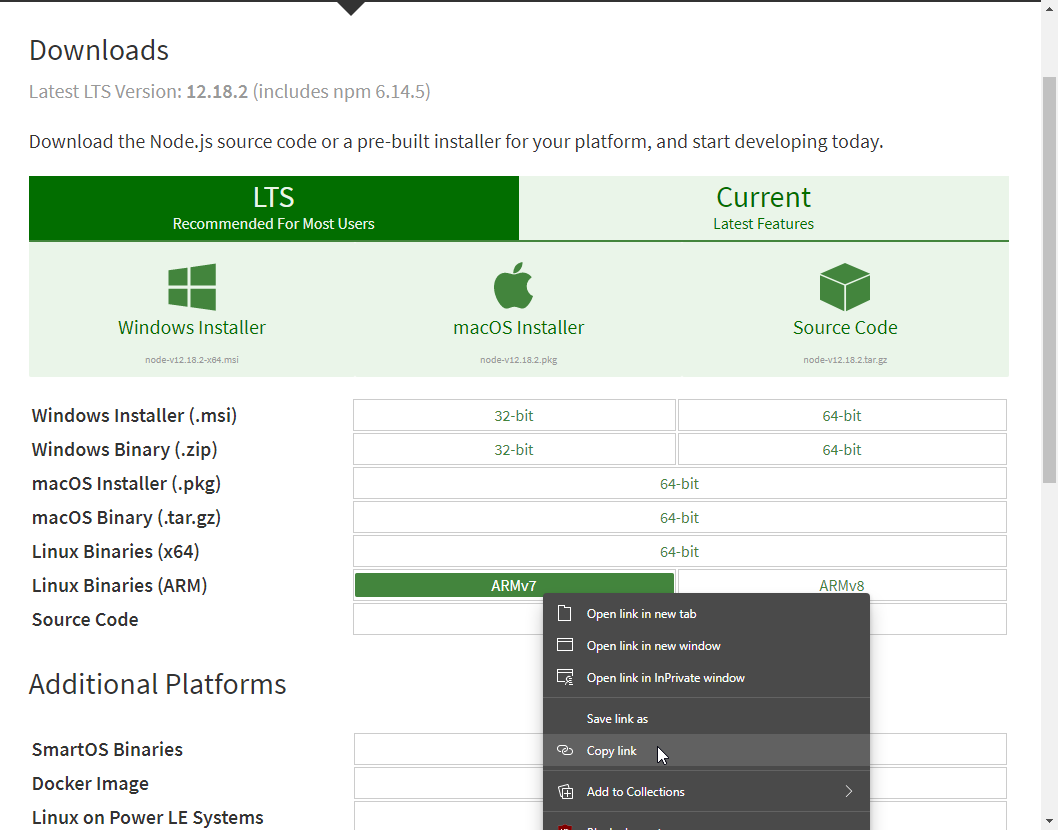 Downloads
Latest LTS Version: 12.18.2 (includes npm 6.14.5)
Download the Node.js source code or a pre-built installer for your platform, and start developing today.
LTS
Recommended For Most Users
Current
Latest Features
Windows Installer
node-v12.18.2-x64.msi
macOS Installer
node-v12.18.2.pkg
Source Code
node-v12.18.2.tar.gz
Windows Installer (.msi) 32-bit 64-bit
Windows Binary (.zip) 32-bit 64-bit
macOS Installer (.pkg) 64-bit
macOS Binary (.tar.gz) 64-bit
Linux Binaries (x64) 64-bit
Linux Binaries (ARM) ARMv7 ARMv8
Source Code
Open link in new tab
Open link in new window
Open link in InPrivate window
Save link as
Copy link
Add to Collections
Additional Platforms
SmartOS Binaries
Docker Image
Linux on Power LE Systems